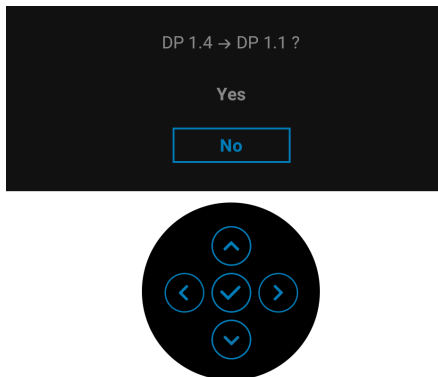 DP 1.4 → DP 1.1 ?
Yes
No